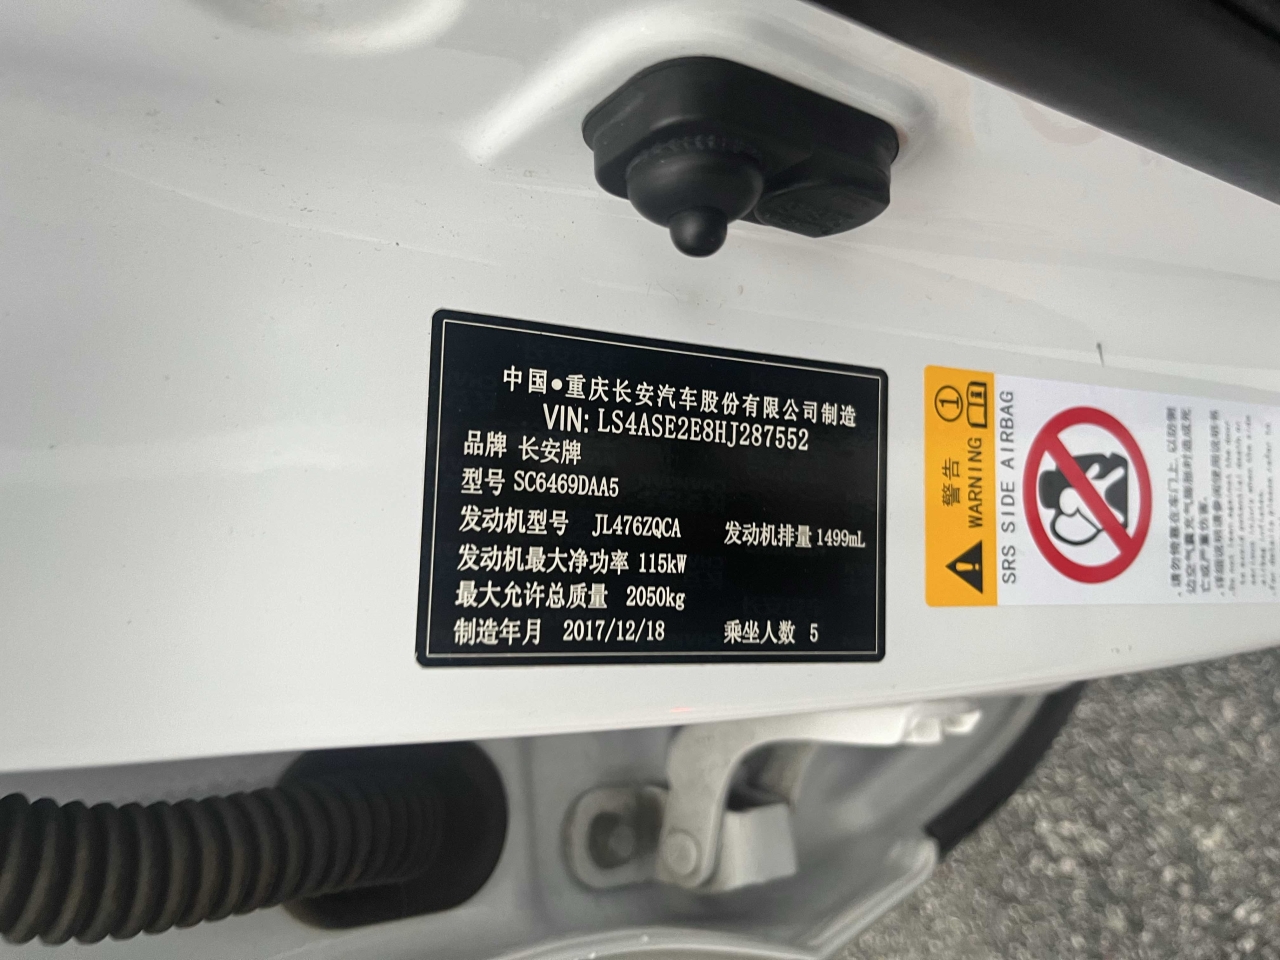 中国●重庆长安汽车股份有限公司制造
VIN: LS4ASE2E8HJ287552
品牌 长安牌
型号 SC6469DAA5
发动机型号 JL476ZQCA 发动机排量 1499mL
发动机最大净功率 115kW
最大允许总质量 2050kg
制造年月 2017/12/18 乘坐人数 5
①
警告
WARNING
SRS SIDE AIRBAG